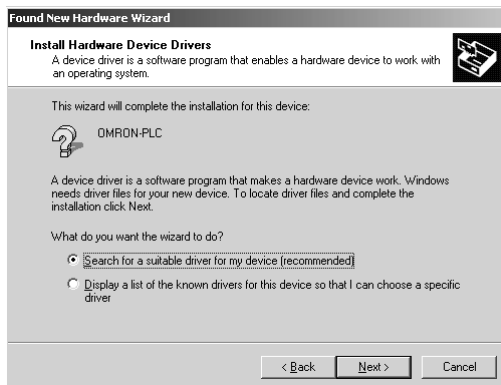 Found New Hardware Wizard
Install Hardware Device Drivers
A device driver is a software program that enables a hardware device to work with
an operating system.
This wizard will complete the installation for this device:
OMRON-PLC
A device driver is a software program that makes a hardware device work. Windows
needs driver files for your new device. To locate driver files and complete the
installation click Next.
What do you want the wizard to do?
Search for a suitable driver for my device (recommended)
Display a list of the known drivers for this device so that I can choose a specific
driver
< Back Next > Cancel